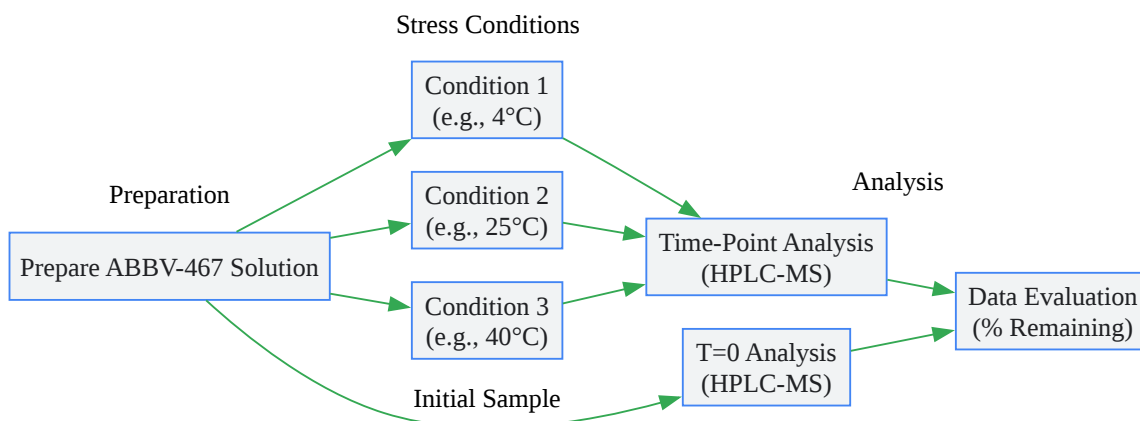 Stress Conditions
Condition 1
(e.g., 4°C)
Preparation
Condition 2
(e.g., 25°C)
Analysis
Prepare ABBV-467 Solution
Time-Point Analysis
(HPLC-MS)
Condition 3
(e.g., 40°C)
Data Evaluation
(% Remaining)
T=0 Analysis
(HPLC-MS)
Initial Sample